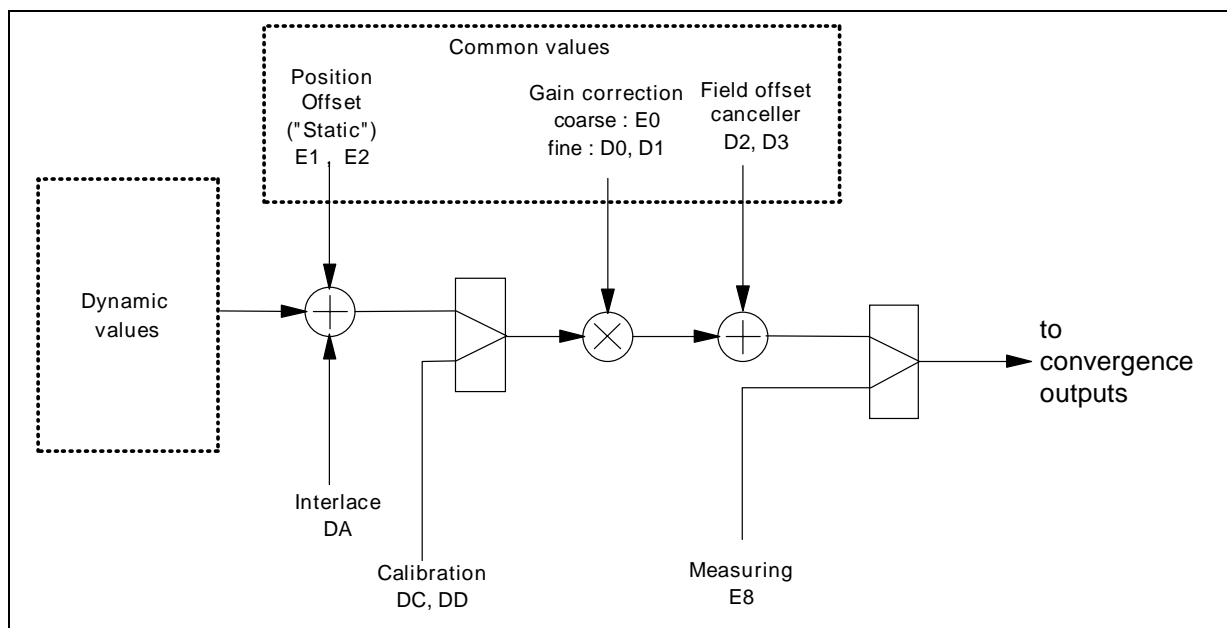 Common values
Position
Offset
("Static")
E1 , E2
Gain correction
coarse : E0
fine : D0, D1
Field offset
canceller
D2, D3
Dynamic
values
to
convergence
outputs
Interlace
DA
Calibration
DC, DD
Measuring
E8